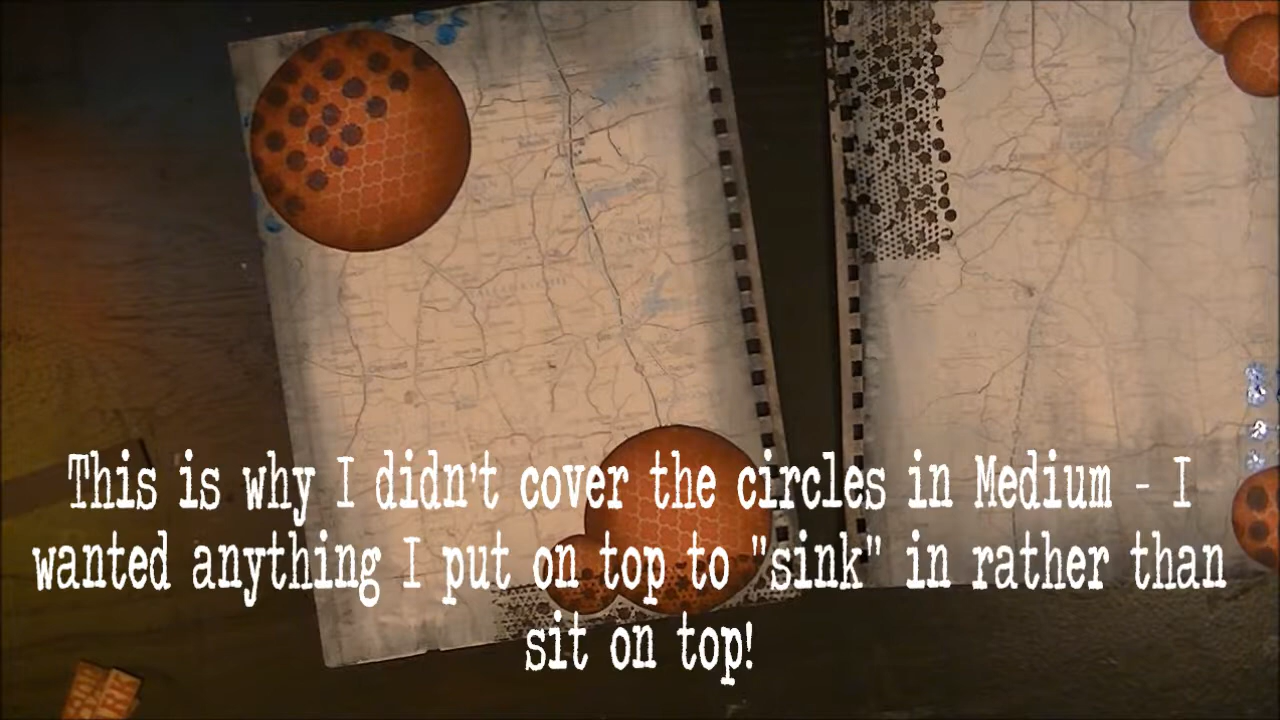 This is why I didn't cover the circles in Medium - I
wanted anything I put on top to "sink" in rather than
sit on top!